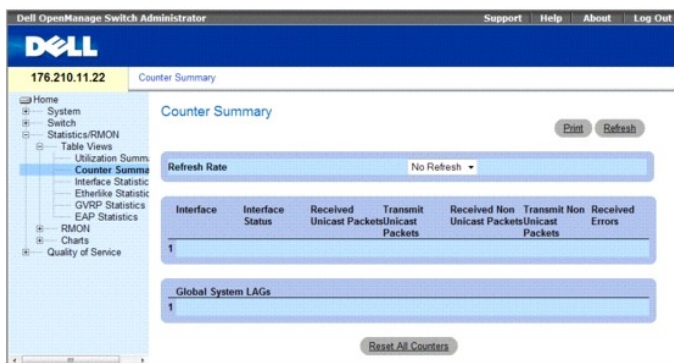 Dell OpenManage Switch Administrator
Support Help About Log Out
DELL
176.210.11.22
Counter Summary
Home
System
Switch
Statistics/RMON
Table Views
Utilization Summa
Counter Summa
Interface Statistic
Etherlike Statistic
GVRP Statistics
EAP Statistics
RMON
Charts
Quality of Service
Counter Summary
Print Refresh
Refresh Rate No Refresh
Interface Interface Status Received Unicast Packets Transmit Unicast Packets Received Non Unicast Packets Transmit Non Unicast Packets Received Errors
1
Global System LAGs
1
Reset All Counters